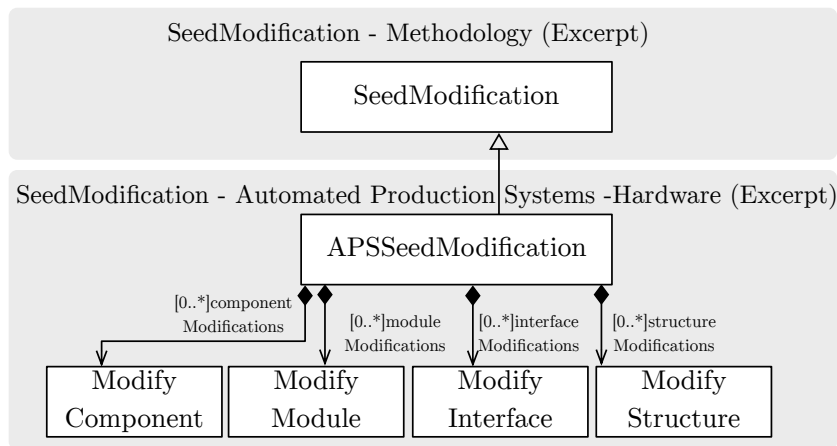 SeedModification - Methodology (Excerpt)
SeedModification
SeedModification - Automated Production Systems -Hardware (Excerpt)
APSSeedModification
[0..*]component
Modifications
[0..*]module
Modifications
[0..*]interface
Modifications
[0..*]structure
Modifications
Modify
Component
Modify
Module
Modify
Interface
Modify
Structure